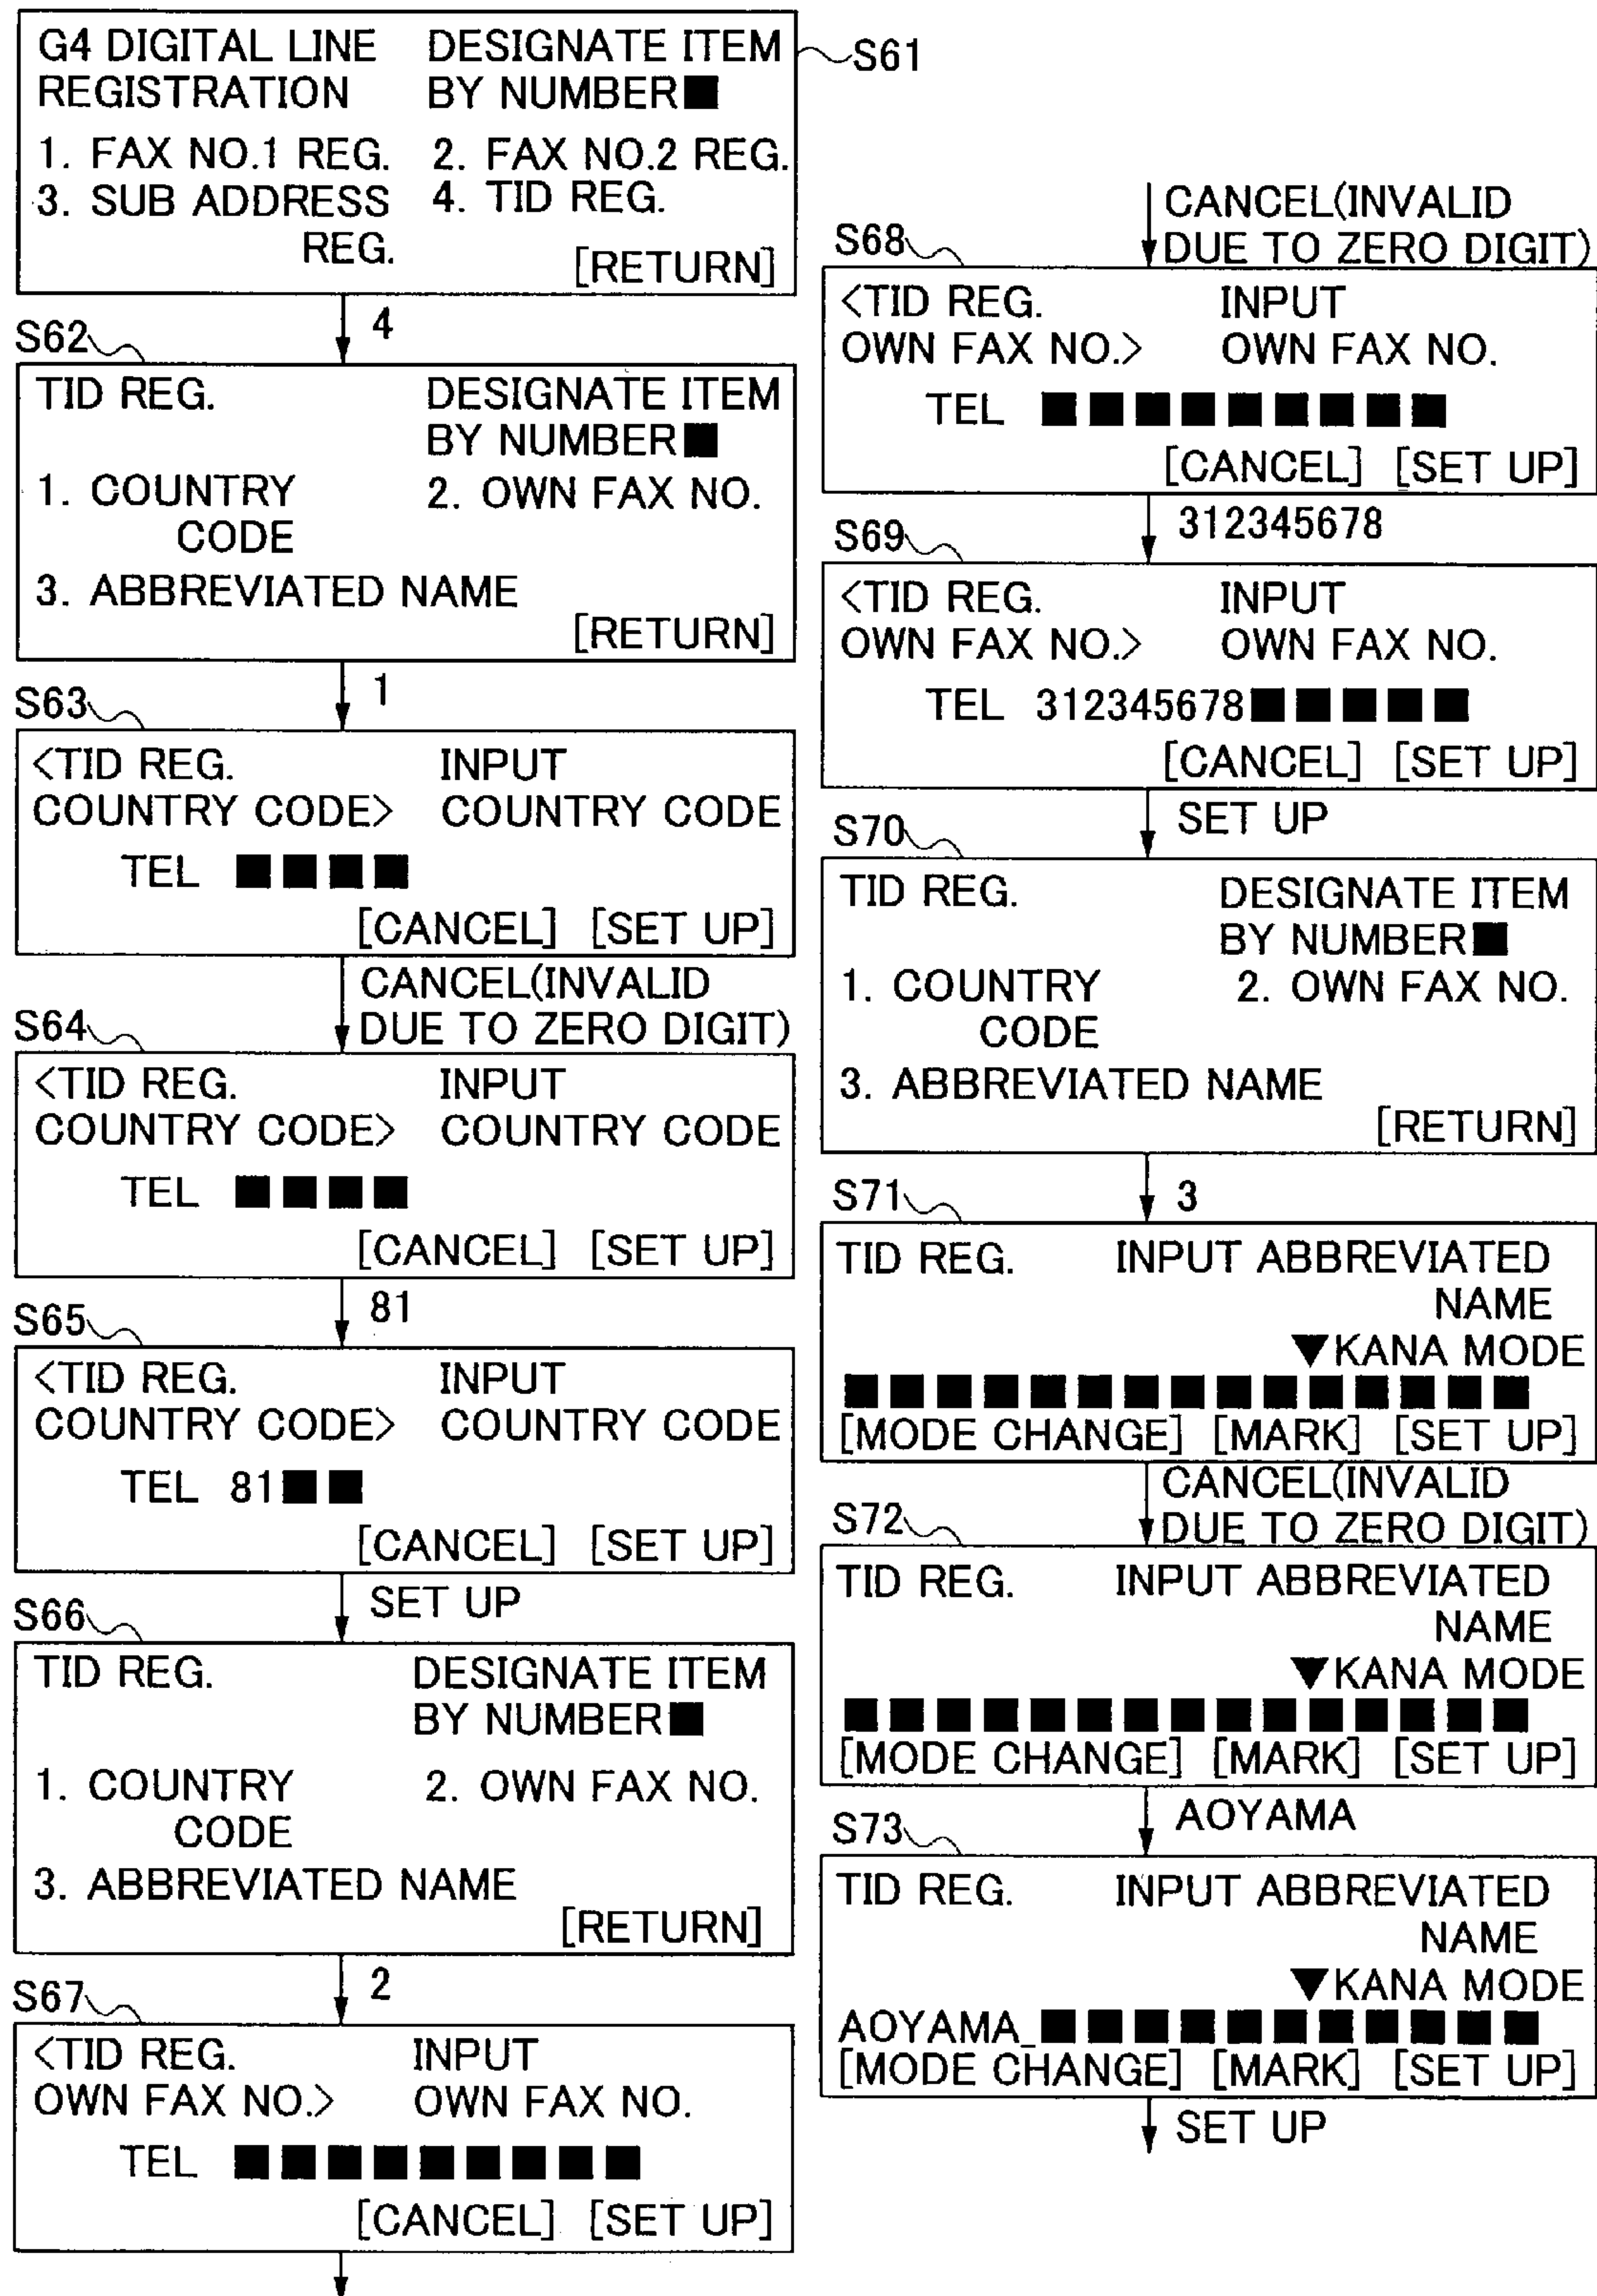 G4 DIGITAL LINE DESIGNATE ITEM
REGISTRATION BY NUMBER■
1. FAX NO.1 REG. 2. FAX NO.2 REG.
3. SUB ADDRESS 4. TID REG.
REG.
[RETURN]
S61
4
S62
TID REG. DESIGNATE ITEM
BY NUMBER■
1. COUNTRY 2. OWN FAX NO.
CODE
3. ABBREVIATED NAME
[RETURN]
1
S63
<TID REG. INPUT
COUNTRY CODE> COUNTRY CODE
TEL ■■■■
[CANCEL] [SET UP]
CANCEL(INVALID
DUE TO ZERO DIGIT)
S64
<TID REG. INPUT
COUNTRY CODE> COUNTRY CODE
TEL ■■■■
[CANCEL] [SET UP]
81
S65
<TID REG. INPUT
COUNTRY CODE> COUNTRY CODE
TEL 81■■
[CANCEL] [SET UP]
SET UP
S66
TID REG. DESIGNATE ITEM
BY NUMBER■
1. COUNTRY 2. OWN FAX NO.
CODE
3. ABBREVIATED NAME
[RETURN]
2
S67
<TID REG. INPUT
OWN FAX NO.> OWN FAX NO.
TEL ■■■■■■■■■
[CANCEL] [SET UP]
CANCEL(INVALID
DUE TO ZERO DIGIT)
S68
<TID REG. INPUT
OWN FAX NO.> OWN FAX NO.
TEL ■■■■■■■■■
[CANCEL] [SET UP]
312345678
S69
<TID REG. INPUT
OWN FAX NO.> OWN FAX NO.
TEL 312345678■■■■■
[CANCEL] [SET UP]
SET UP
S70
TID REG. DESIGNATE ITEM
BY NUMBER■
1. COUNTRY 2. OWN FAX NO.
CODE
3. ABBREVIATED NAME
[RETURN]
3
S71
TID REG. INPUT ABBREVIATED
NAME
▼KANA MODE
■■■■■■■■■■■■■■■
[MODE CHANGE] [MARK] [SET UP]
CANCEL(INVALID
DUE TO ZERO DIGIT)
S72
TID REG. INPUT ABBREVIATED
NAME
▼KANA MODE
■■■■■■■■■■■■■■■
[MODE CHANGE] [MARK] [SET UP]
AOYAMA
S73
TID REG. INPUT ABBREVIATED
NAME
▼KANA MODE
AOYAMA_■■■■■■■■■■■
[MODE CHANGE] [MARK] [SET UP]
SET UP